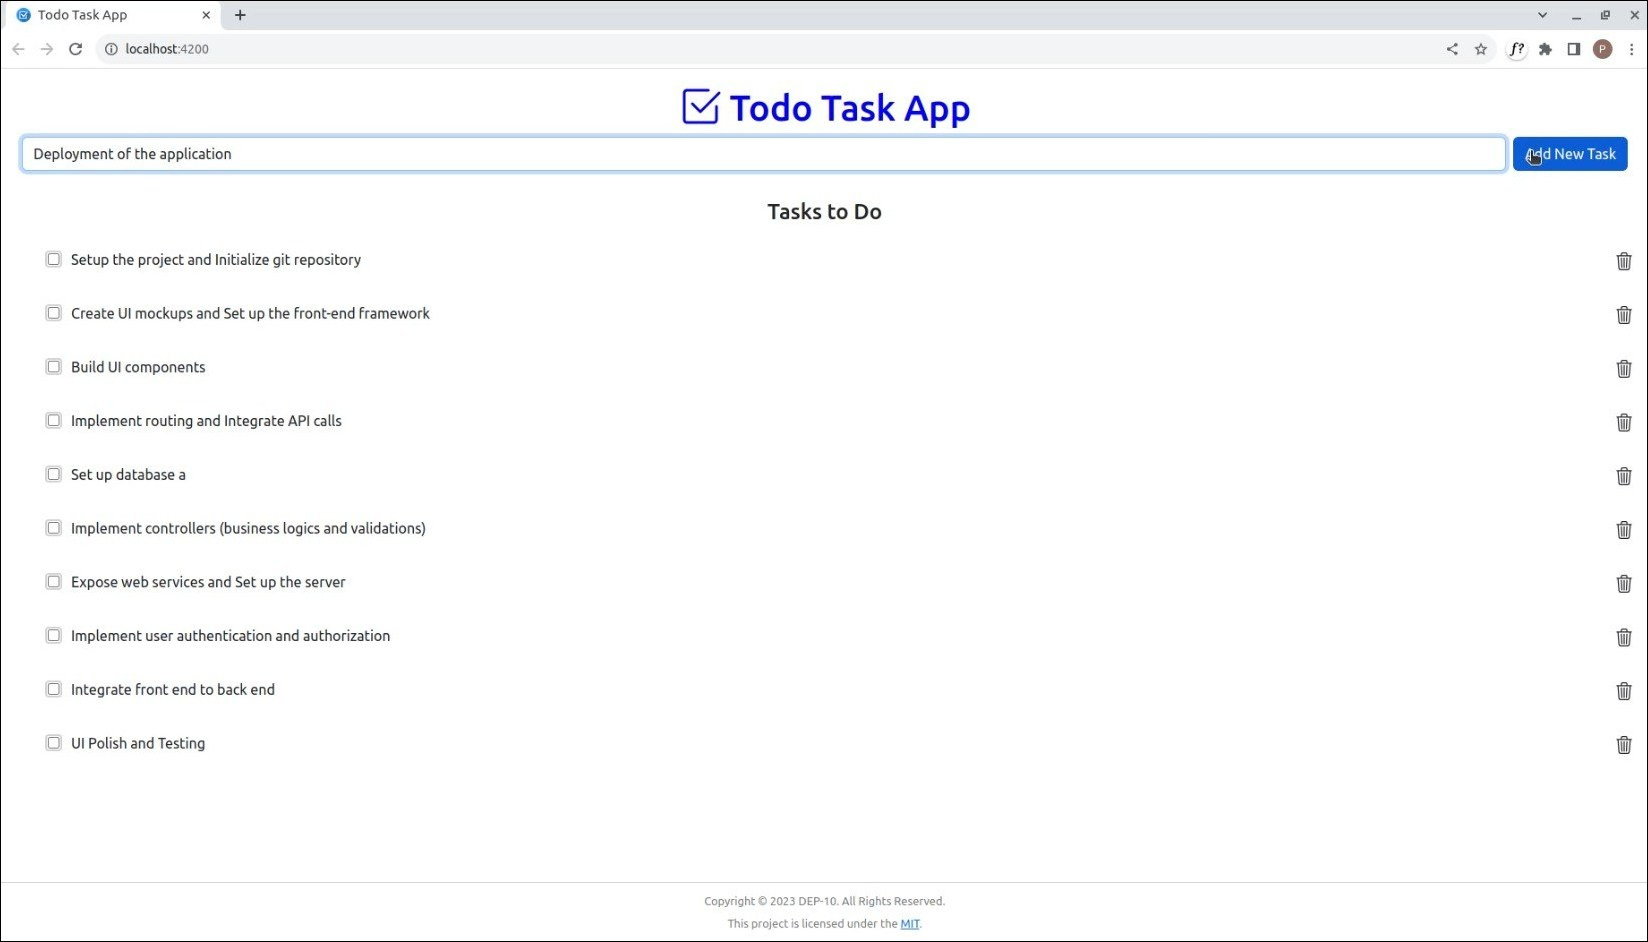 Todo Task App
localhost:4200
f?
P
Todo Task App
Deployment of the application
Add New Task
Tasks to Do
Setup the project and Initialize git repository
Create UI mockups and Set up the front-end framework
Build UI components
Implement routing and Integrate API calls
Set up database a
Implement controllers (business logics and validations)
Expose web services and Set up the server
Implement user authentication and authorization
Integrate front end to back end
UI Polish and Testing
Copyright © 2023 DEP-10. All Rights Reserved.
This project is licensed under the MIT.